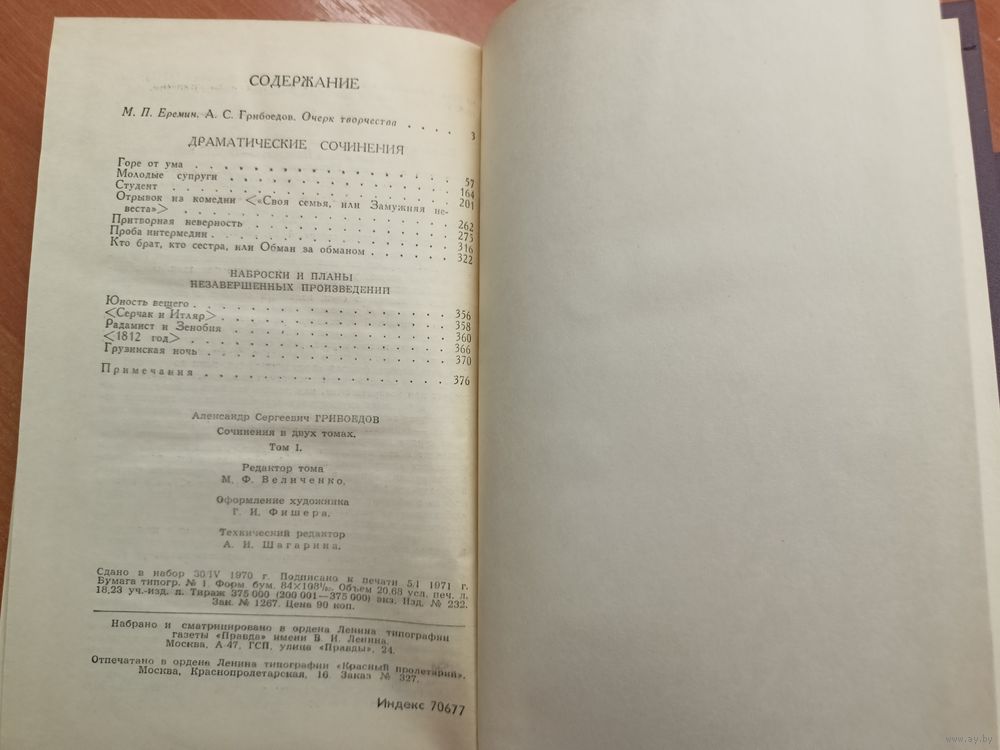 СОДЕРЖАНИЕ
М. П. Еремин. А. С. Грибоедов. Очерк творчества . . . . 3
ДРАМАТИЧЕСКИЕ СОЧИНЕНИЯ
Горе от ума . . . . . . . . . . . . . . . . 57
Молодые супруги . . . . . . . . . . . . . . 164
Студент . . . . . . . . . . . . . . . . . . 201
Отрывок из комедии <«Своя семья, или Замужняя не-
веста»> . . . . . . . . . . . . . . . . . . 262
Притворная неверность . . . . . . . . . . . 275
Проба интермедии . . . . . . . . . . . . . 316
Кто брат, кто сестра, или Обман за обманом . . . . . . 322
НАБРОСКИ И ПЛАНЫ
НЕЗАВЕРШЕННЫХ ПРОИЗВЕДЕНИЙ
Юность вещего . . . . . . . . . . . . . . . 356
<Серчак и Итляр> . . . . . . . . . . . . . 358
Радамист и Зенобия . . . . . . . . . . . . 360
<1812 год> . . . . . . . . . . . . . . . . 366
Грузинская ночь . . . . . . . . . . . . . . 370
Примечания . . . . . . . . . . . . . . . . 376
Александр Сергеевич ГРИБОЕДОВ
Сочинения в двух томах.
Том I.
Редактор тома
М. Ф. Величенко.
Оформление художника
Г. И. Фишера.
Технический редактор
А. И. Шагарина.
Сдано в набор 30/IV 1970 г. Подписано к печати 5/I 1971 г.
Бумага типогр. № 1. Форм бум. 84×108¹/₃₂. Объем 20,68 усл. печ. л.
18,23 уч.-изд. л. Тираж 375 000 (200 001—375 000) экз. Изд. № 232.
Зак. № 1267. Цена 90 коп.
Набрано и сматрицировано в ордена Ленина типографии
газеты «Правда» имени В. И. Ленина.
Москва, А-47, ГСП, улица «Правды», 24.
Отпечатано в ордена Ленина типографии «Красный пролетарий».
Москва, Краснопролетарская, 16. Заказ № 327.
Индекс 70677
www.ay.by